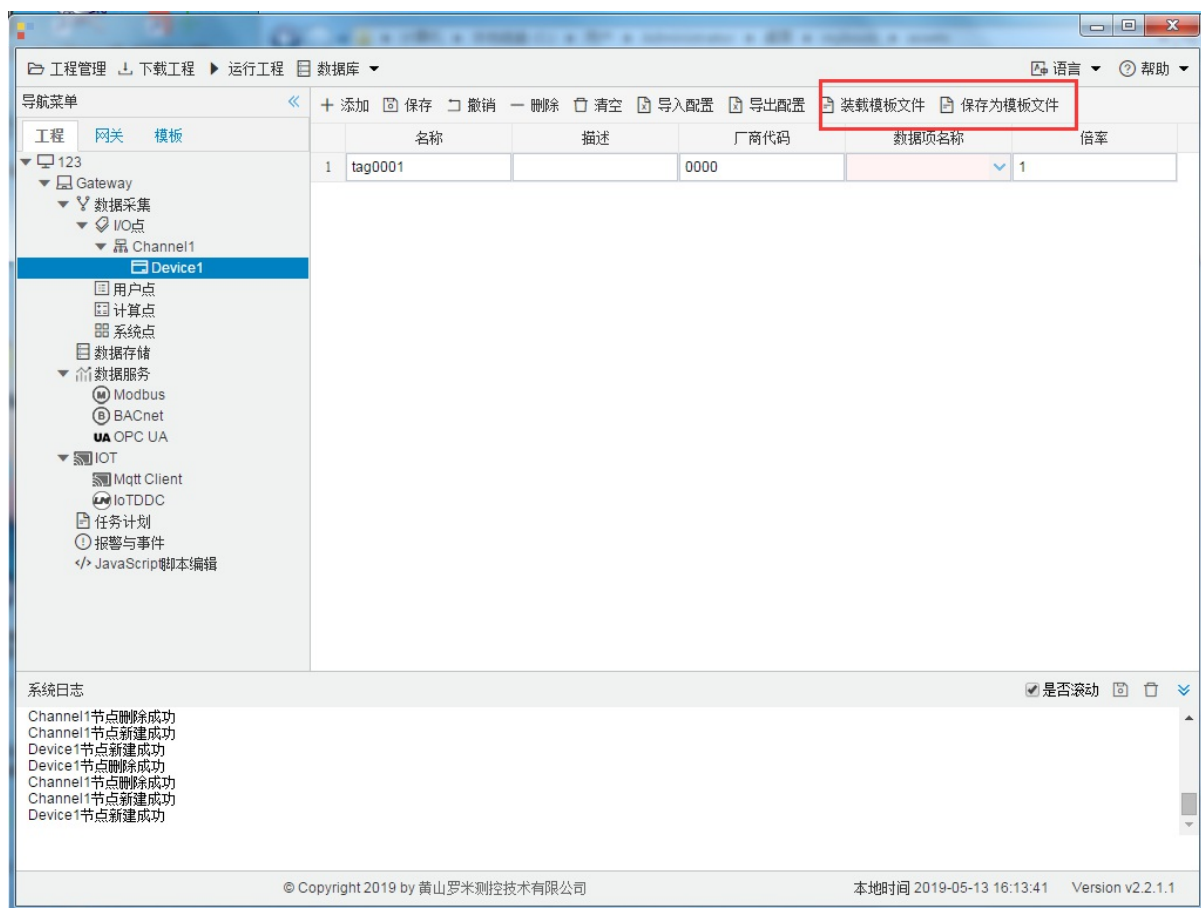 工程管理 下载工程 运行工程 数据库 语言 帮助
导航菜单
添加 保存 撤销 删除 清空 导入配置 导出配置 装载模板文件 保存为模板文件
工程 网关 模板
名称 描述 厂商代码 数据项名称 倍率
1 tag0001 0000 1
123
Gateway
数据采集
I/O点
Channel1
Device1
用户点
计算点
系统点
数据存储
数据服务
Modbus
BACnet
UA OPC UA
IOT
Mqtt Client
IoTDDC
任务计划
报警与事件
JavaScript脚本编辑
系统日志 是否滚动
Channel1节点删除成功
Channel1节点新建成功
Device1节点新建成功
Device1节点删除成功
Channel1节点删除成功
Channel1节点新建成功
Device1节点新建成功
© Copyright 2019 by 黄山罗米测控技术有限公司 本地时间 2019-05-13 16:13:41 Version v2.2.1.1